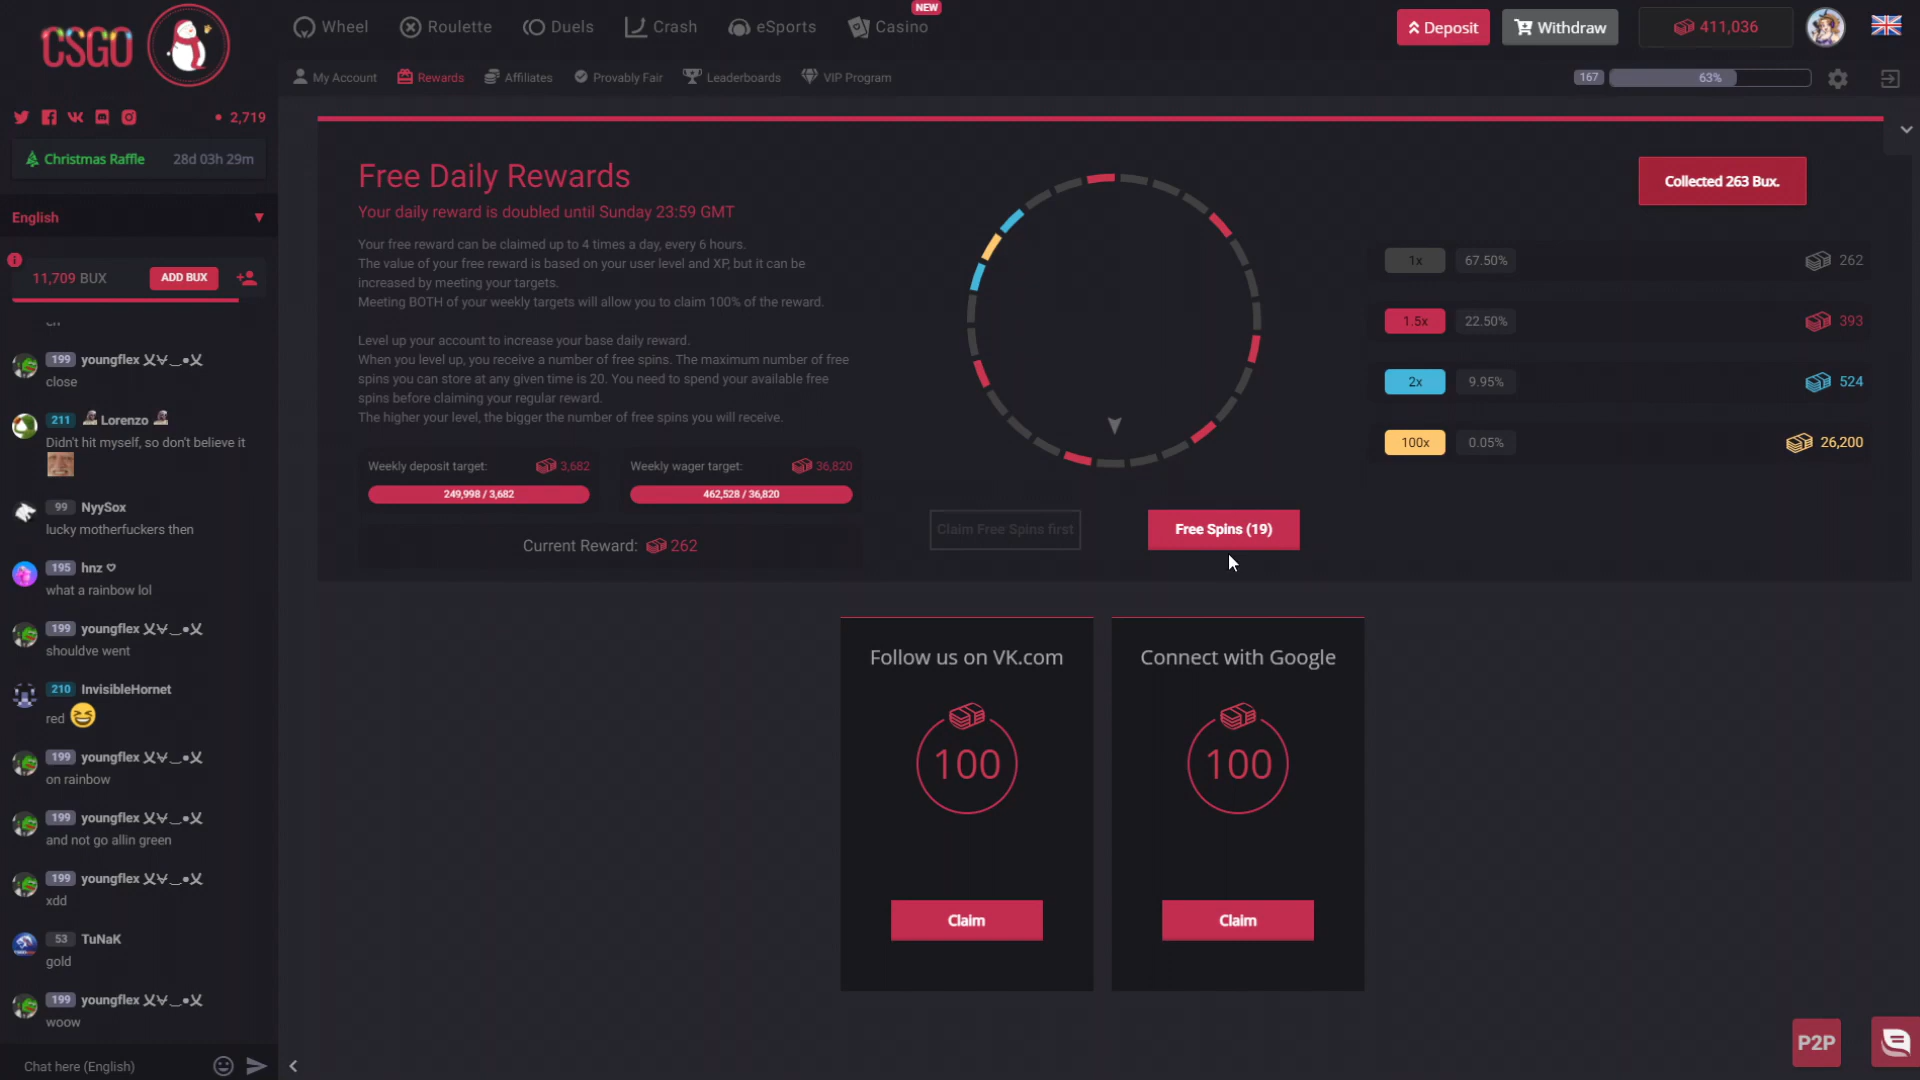 CSGO
Wheel
Roulette
Duels
Crash
eSports
Casino
NEW
Deposit
Withdraw
411,036
My Account
Rewards
Affiliates
Provably Fair
Leaderboards
VIP Program
167
63%
2,719
Christmas Raffle 28d 03h 29m
English
11,709 BUX
ADD BUX
199 youngflex
close
211 Lorenzo
Didn't hit myself, so don't believe it
99 NyySox
lucky motherfuckers then
195 hnz ♡
what a rainbow lol
199 youngflex
shouldve went
210 InvisibleHornet
red
199 youngflex
on rainbow
199 youngflex
and not go allin green
199 youngflex
xdd
53 TuNaK
gold
199 youngflex
woow
Chat here (English)
Free Daily Rewards
Your daily reward is doubled until Sunday 23:59 GMT
Your free reward can be claimed up to 4 times a day, every 6 hours.
The value of your free reward is based on your user level and XP, but it can be
increased by meeting your targets.
Meeting BOTH of your weekly targets will allow you to claim 100% of the reward.
Level up your account to increase your base daily reward.
When you level up, you receive a number of free spins. The maximum number of free
spins you can store at any given time is 20. You need to spend your available free
spins before claiming your regular reward.
The higher your level, the bigger the number of free spins you will receive.
Weekly deposit target: 3,682
249,998 / 3,682
Weekly wager target: 36,820
462,528 / 36,820
Current Reward: 262
Claim Free Spins first
Free Spins (19)
Collected 263 Bux.
1x 67.50% 262
1.5x 22.50% 393
2x 9.95% 524
100x 0.05% 26,200
Follow us on VK.com
100
Claim
Connect with Google
100
Claim
P2P